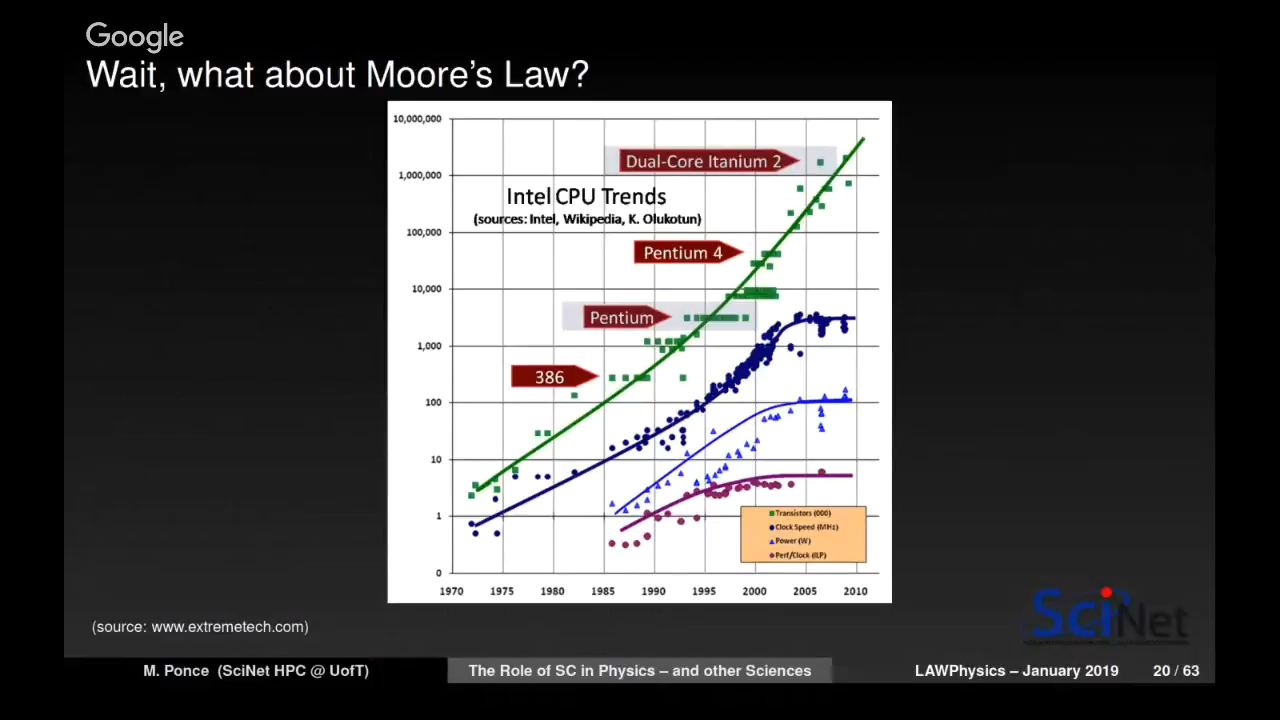 Google
Wait, what about Moore's Law?
10,000,000
1,000,000
100,000
10,000
1,000
100
10
1
0
Dual-Core Itanium 2
Intel CPU Trends
(sources: Intel, Wikipedia, K. Olukotun)
Pentium 4
Pentium
386
Transistors (000)
Clock Speed (MHz)
Power (W)
Perf/Clock (ILP)
1970 1975 1980 1985 1990 1995 2000 2005 2010
(source: www.extremetech.com)
SciNet
M. Ponce (SciNet HPC @ UofT)
The Role of SC in Physics – and other Sciences
LAWPhysics – January 2019
20 / 63